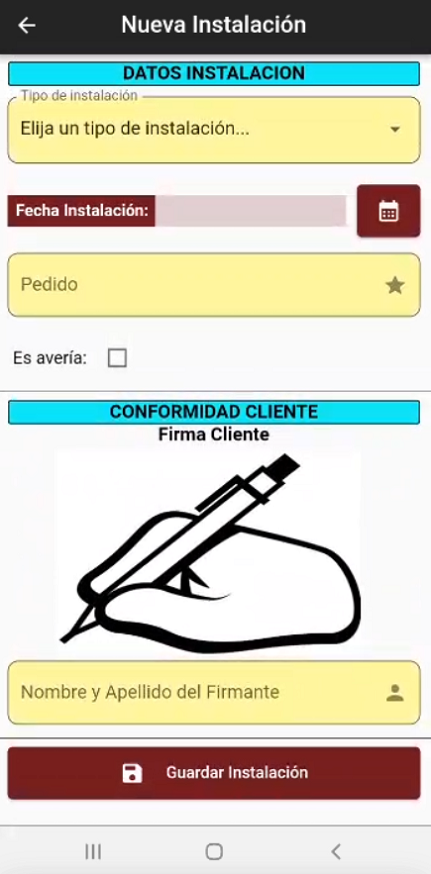 Nueva Instalación
DATOS INSTALACION
Tipo de instalación
Elija un tipo de instalación...
Fecha Instalación:
Pedido
Es avería:
CONFORMIDAD CLIENTE
Firma Cliente
Nombre y Apellido del Firmante
Guardar Instalación